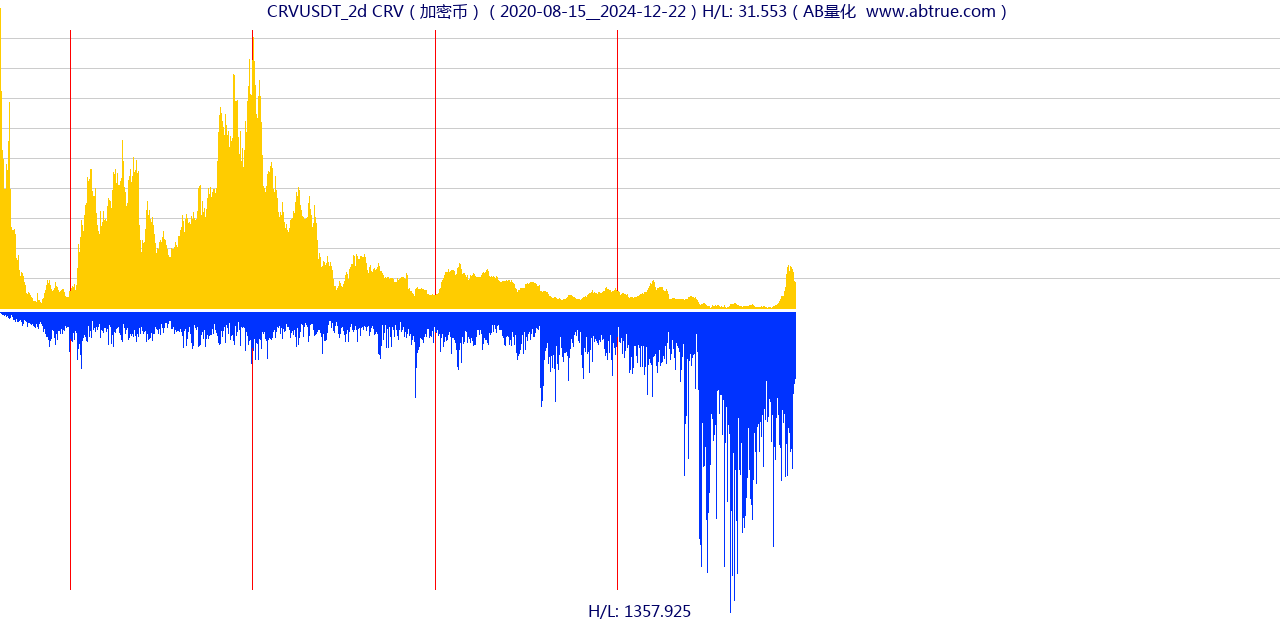 CRVUSDT_2d CRV（加密币）（2020-08-15__2024-12-22）H/L: 31.553（AB量化  www.abtrue.com）
H/L: 1357.925